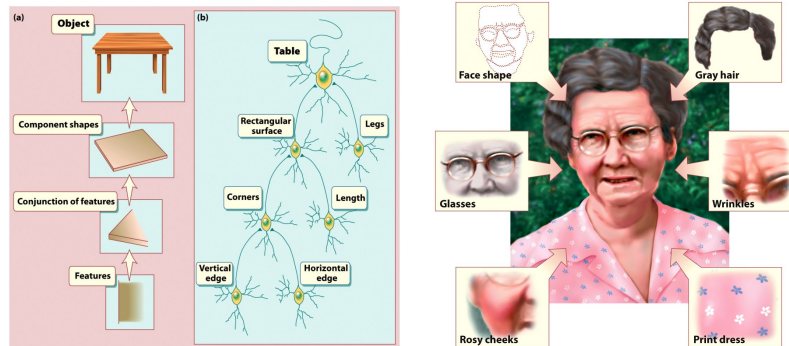 (a)
Object
Component shapes
Conjunction of features
Features
(b)
Table
Rectangular
surface
Legs
Corners
Length
Vertical
edge
Horizontal
edge
Face shape
Gray hair
Glasses
Wrinkles
Rosy cheeks
Print dress